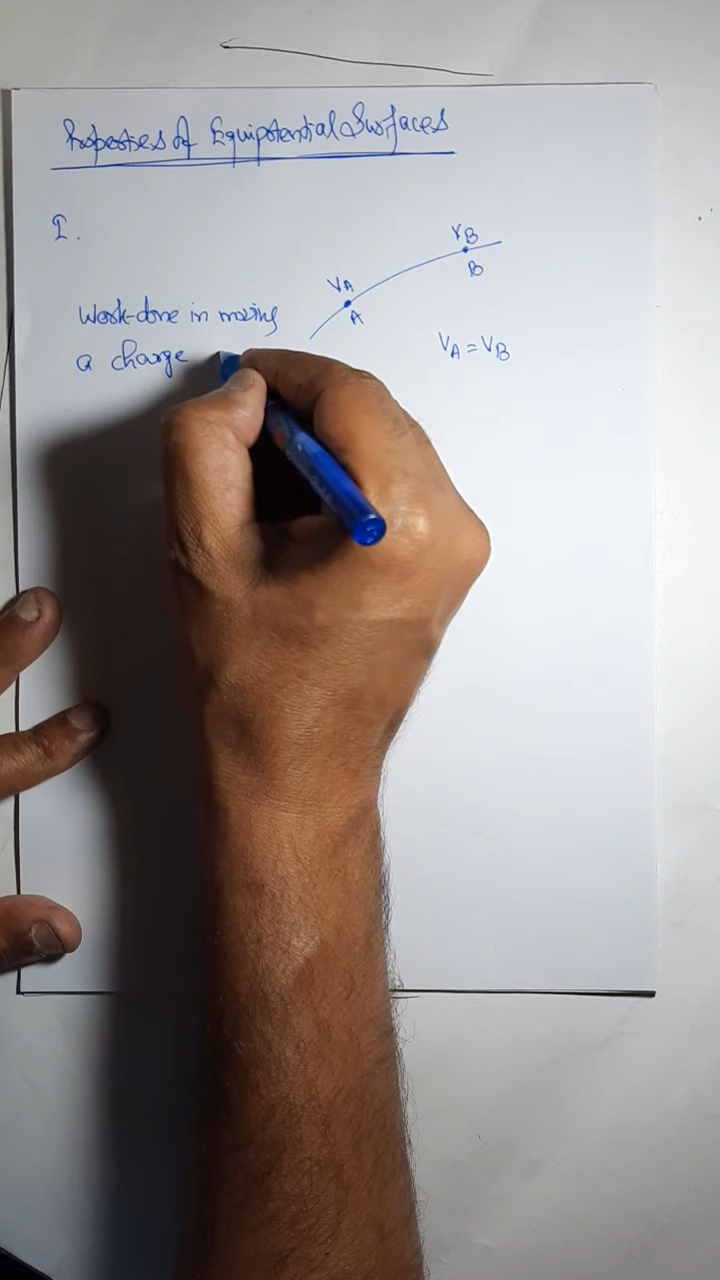 Properties of Equipotential Surfaces
I.
VB
B
VA
A
Work-done in moving
a charge
VA = VB